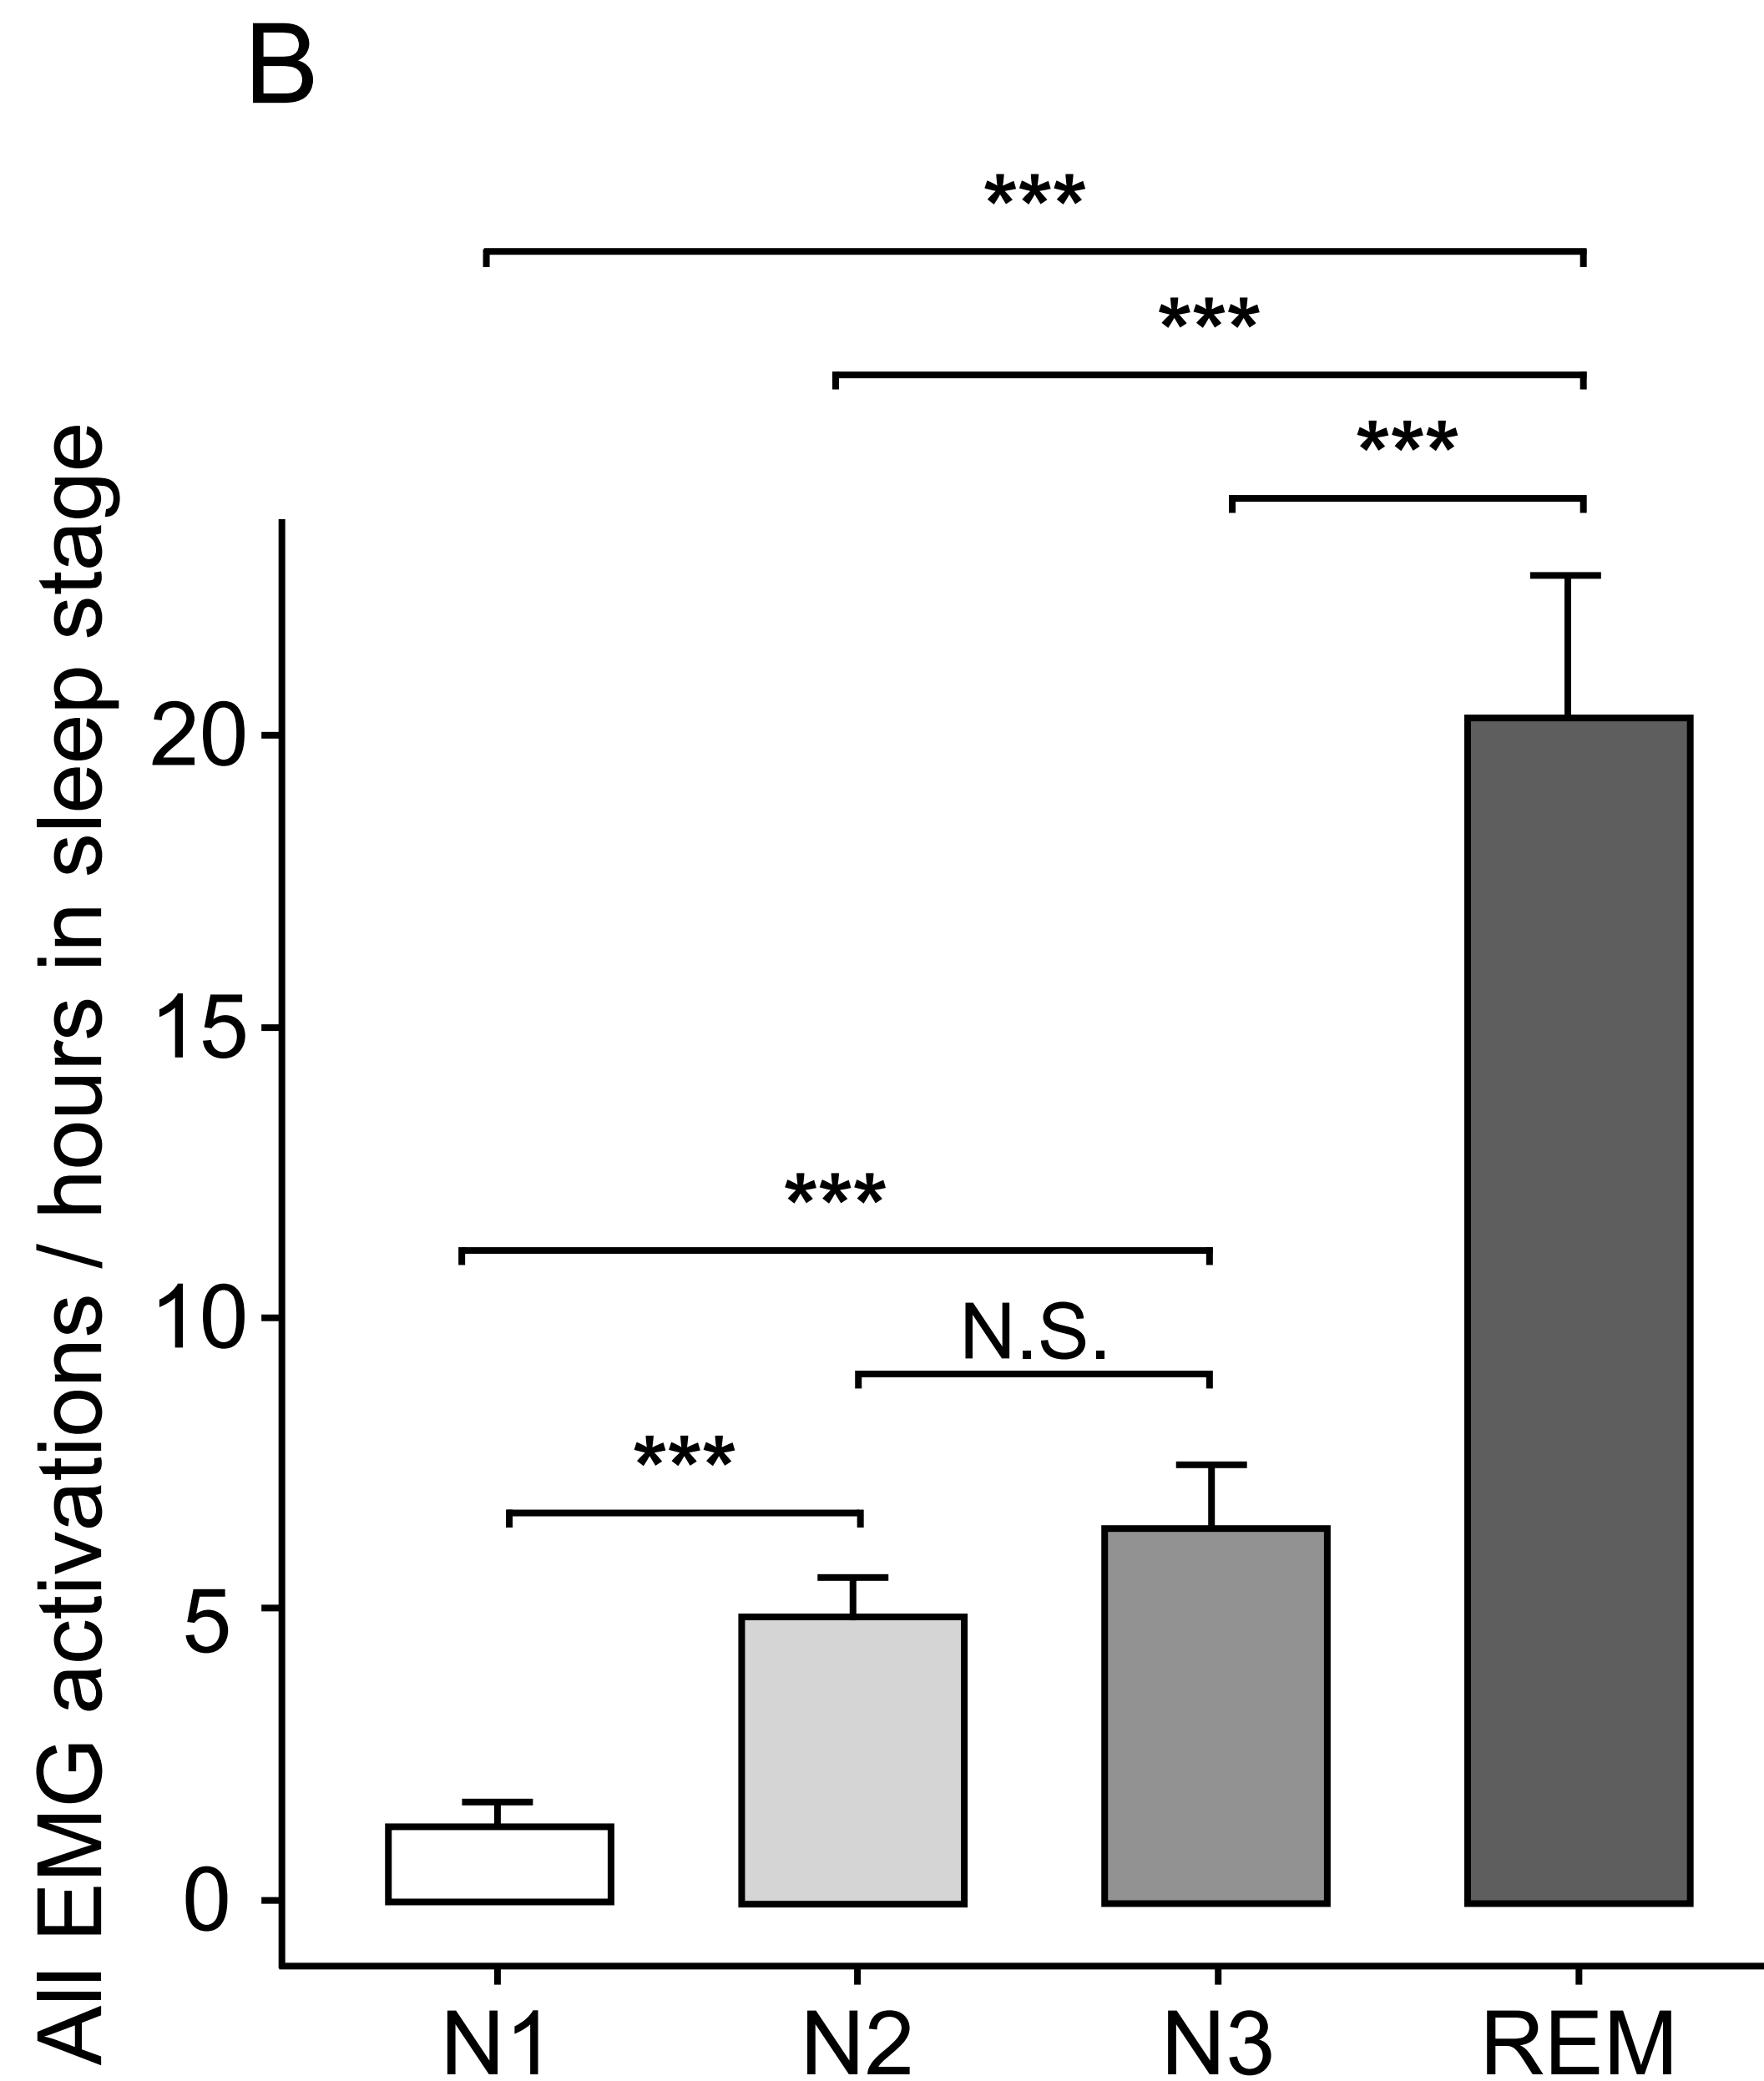 B
***
***
***
All EMG activations / hours in sleep stage
20
15
10
5
0
***
N.S.
***
N1 N2 N3 REM